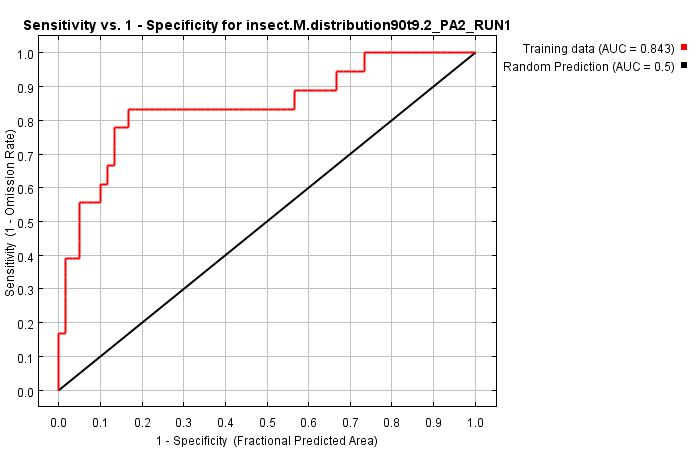 Sensitivity vs. 1 - Specificity for insect.M.distribution90t9.2_PA2_RUN1
Training data (AUC = 0.843)
Random Prediction (AUC = 0.5)
Sensitivity (1 - Omission Rate)
1.0
0.9
0.8
0.7
0.6
0.5
0.4
0.3
0.2
0.1
0.0
0.0 0.1 0.2 0.3 0.4 0.5 0.6 0.7 0.8 0.9 1.0
1 - Specificity (Fractional Predicted Area)